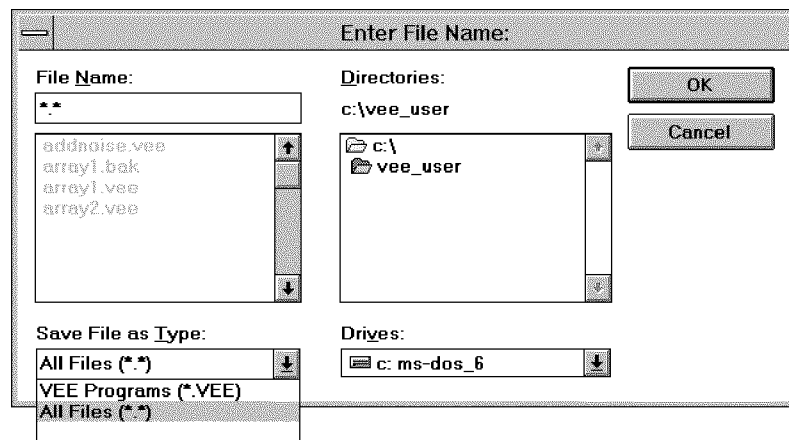 Enter File Name:
File Name:
*.*
addnoise.vee
array1.bak
array1.vee
array2.vee
Save File as Type:
All Files (*.*)
VEE Programs (*.VEE)
All Files (*.*)
Directories:
c:\vee_user
c:\
vee_user
Drives:
c: ms-dos_6
OK
Cancel